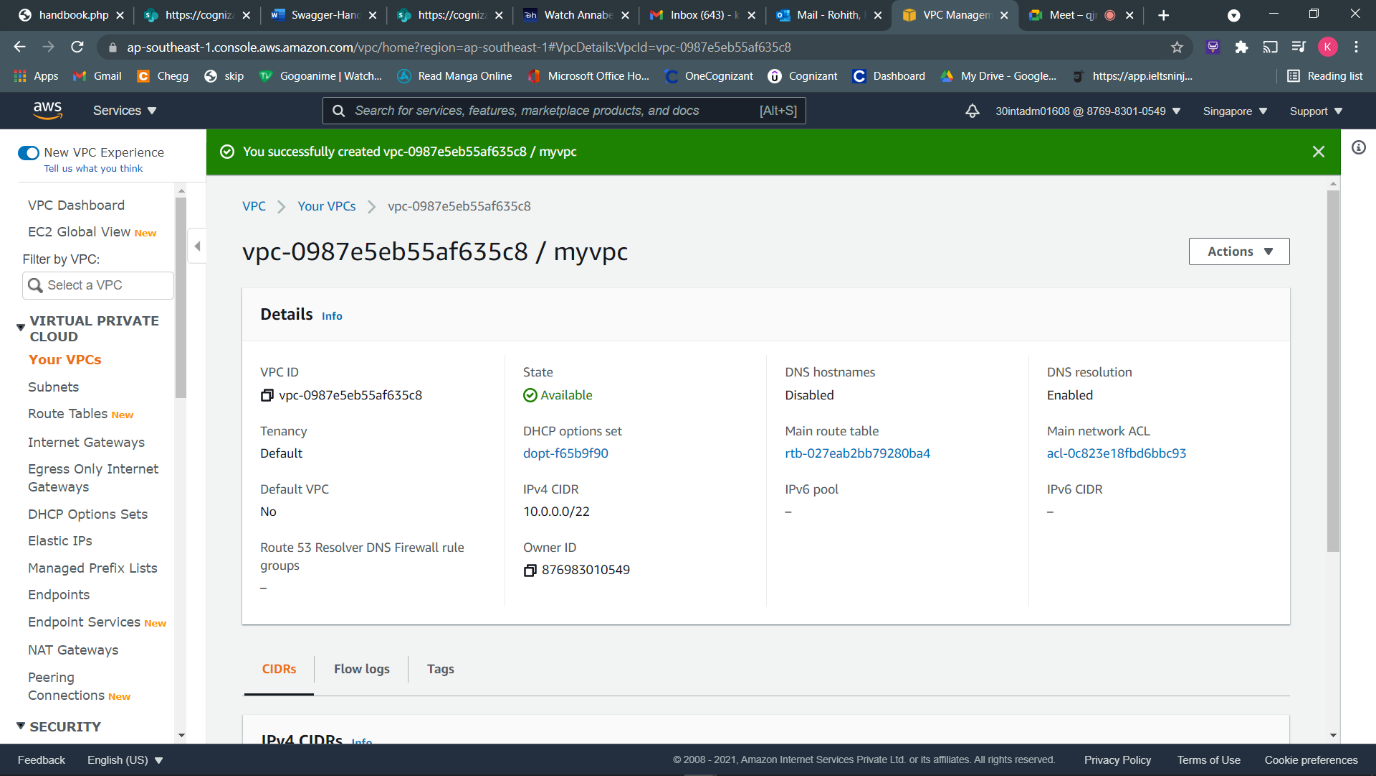 handbook.php
https://cogniza
Swagger-Hand
https://cogniza
ah Watch Annabe
Inbox (643) - k
Mail - Rohith,
VPC Managem
Meet – qj
ap-southeast-1.console.aws.amazon.com/vpc/home?region=ap-southeast-1#VpcDetails:VpcId=vpc-0987e5eb55af635c8
K
Apps
Gmail
Chegg
skip
Gogoanime | Watch...
Read Manga Online
Microsoft Office Ho...
OneCognizant
Cognizant
Dashboard
My Drive - Google...
https://app.ieltsninj...
Reading list
aws
Services
Search for services, features, marketplace products, and docs [Alt+S]
30intadm01608 @ 8769-8301-0549
Singapore
Support
New VPC Experience
Tell us what you think
VPC Dashboard
EC2 Global View New
Filter by VPC:
Select a VPC
VIRTUAL PRIVATE
CLOUD
Your VPCs
Subnets
Route Tables New
Internet Gateways
Egress Only Internet
Gateways
DHCP Options Sets
Elastic IPs
Managed Prefix Lists
Endpoints
Endpoint Services New
NAT Gateways
Peering
Connections New
SECURITY
You successfully created vpc-0987e5eb55af635c8 / myvpc
VPC
Your VPCs
vpc-0987e5eb55af635c8
vpc-0987e5eb55af635c8 / myvpc
Actions
Details Info
VPC ID
vpc-0987e5eb55af635c8
State
Available
DNS hostnames
Disabled
DNS resolution
Enabled
Tenancy
Default
DHCP options set
dopt-f65b9f90
Main route table
rtb-027eab2bb79280ba4
Main network ACL
acl-0c823e18fbd6bbc93
Default VPC
No
IPv4 CIDR
10.0.0.0/22
IPv6 pool
–
IPv6 CIDR
–
Route 53 Resolver DNS Firewall rule
groups
–
Owner ID
876983010549
CIDRs
Flow logs
Tags
IPv4 CIDRs Info
Feedback
English (US)
© 2008 - 2021, Amazon Internet Services Private Ltd. or its affiliates. All rights reserved.
Privacy Policy
Terms of Use
Cookie preferences